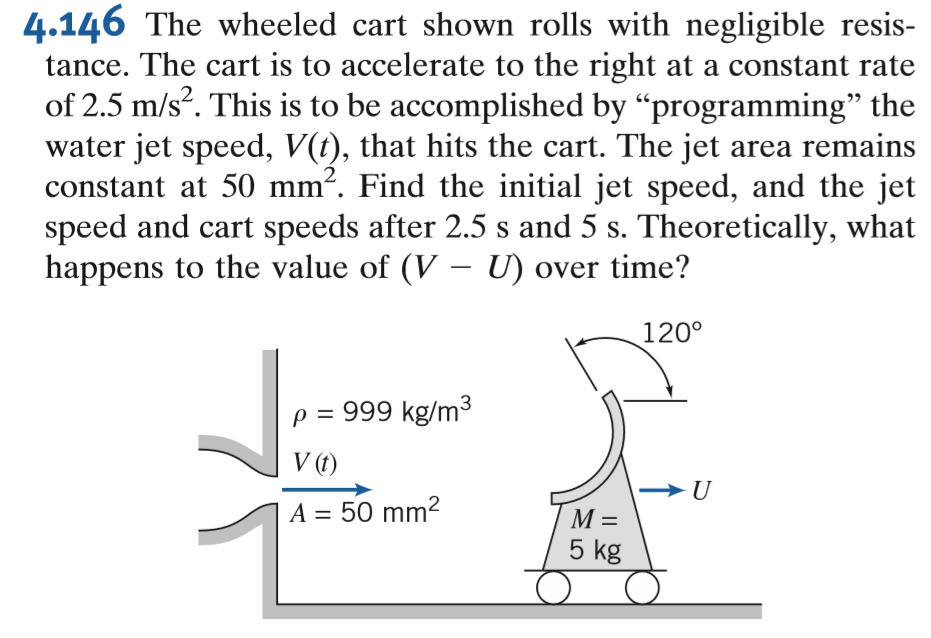 4.146 The wheeled cart shown rolls with negligible resis-
tance. The cart is to accelerate to the right at a constant rate
of 2.5 m/s². This is to be accomplished by “programming” the
water jet speed, V(t), that hits the cart. The jet area remains
constant at 50 mm². Find the initial jet speed, and the jet
speed and cart speeds after 2.5 s and 5 s. Theoretically, what
happens to the value of (V − U) over time?
120°
ρ = 999 kg/m³
V (t)
U
A = 50 mm²
M =
5 kg